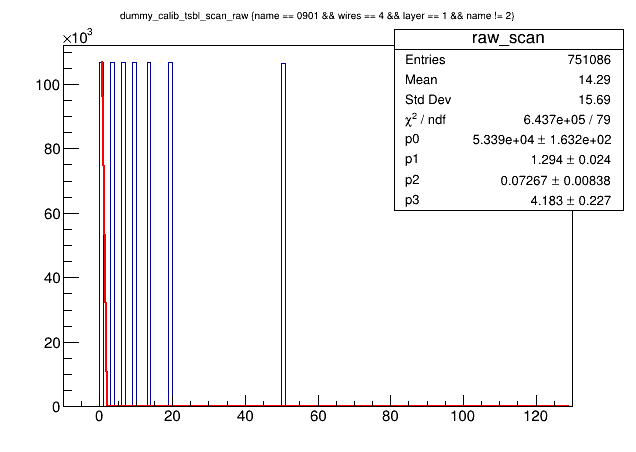 dummy_calib_tsbl_scan_raw {name == 0901 && wires == 4 && layer == 1 && name != 2}
×10³
raw_scan
Entries 751086
Mean 14.29
Std Dev 15.69
χ² / ndf 6.437e+05 / 79
p0 5.339e+04 ± 1.632e+02
p1 1.294 ± 0.024
p2 0.07267 ± 0.00838
p3 4.183 ± 0.227
100
80
60
40
20
0
0 20 40 60 80 100 120